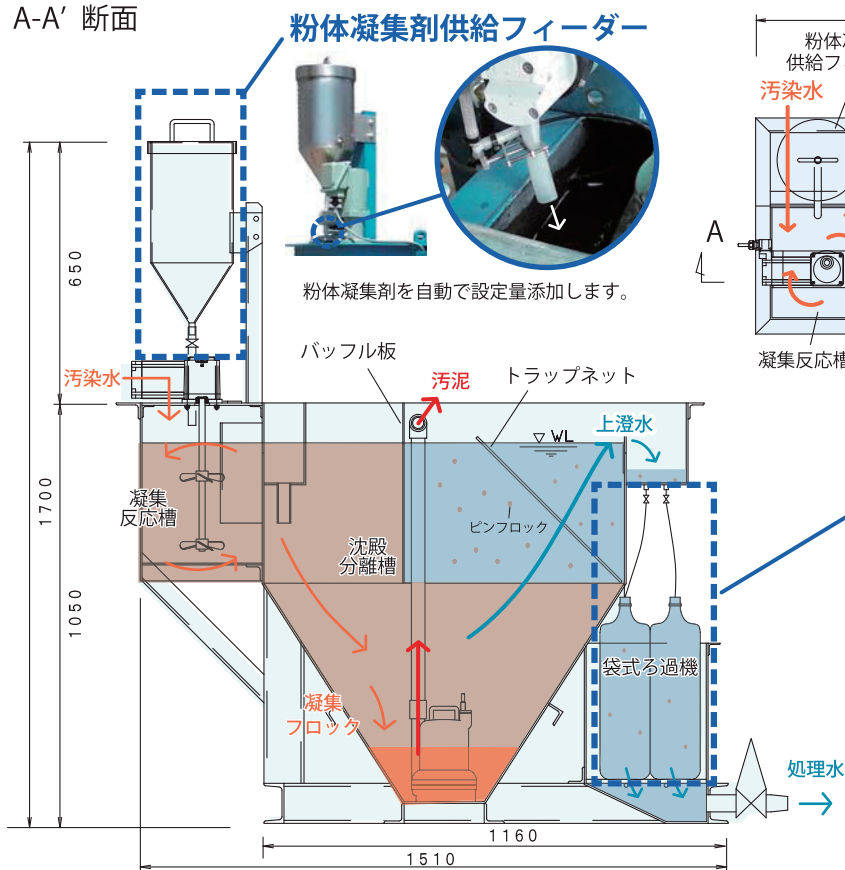 A-A' 断面
粉体凝集剤供給フィーダー
粉体凝集剤を自動で設定量添加します。
粉体
供給フ
汚染水
A
凝集反応槽
650
1700
1050
汚染水
バッフル板
汚泥
トラップネット
上澄水
WL
凝集
反応槽
沈殿
分離槽
ピンフロック
凝集
フロック
袋式ろ過機
処理水
1160
1510